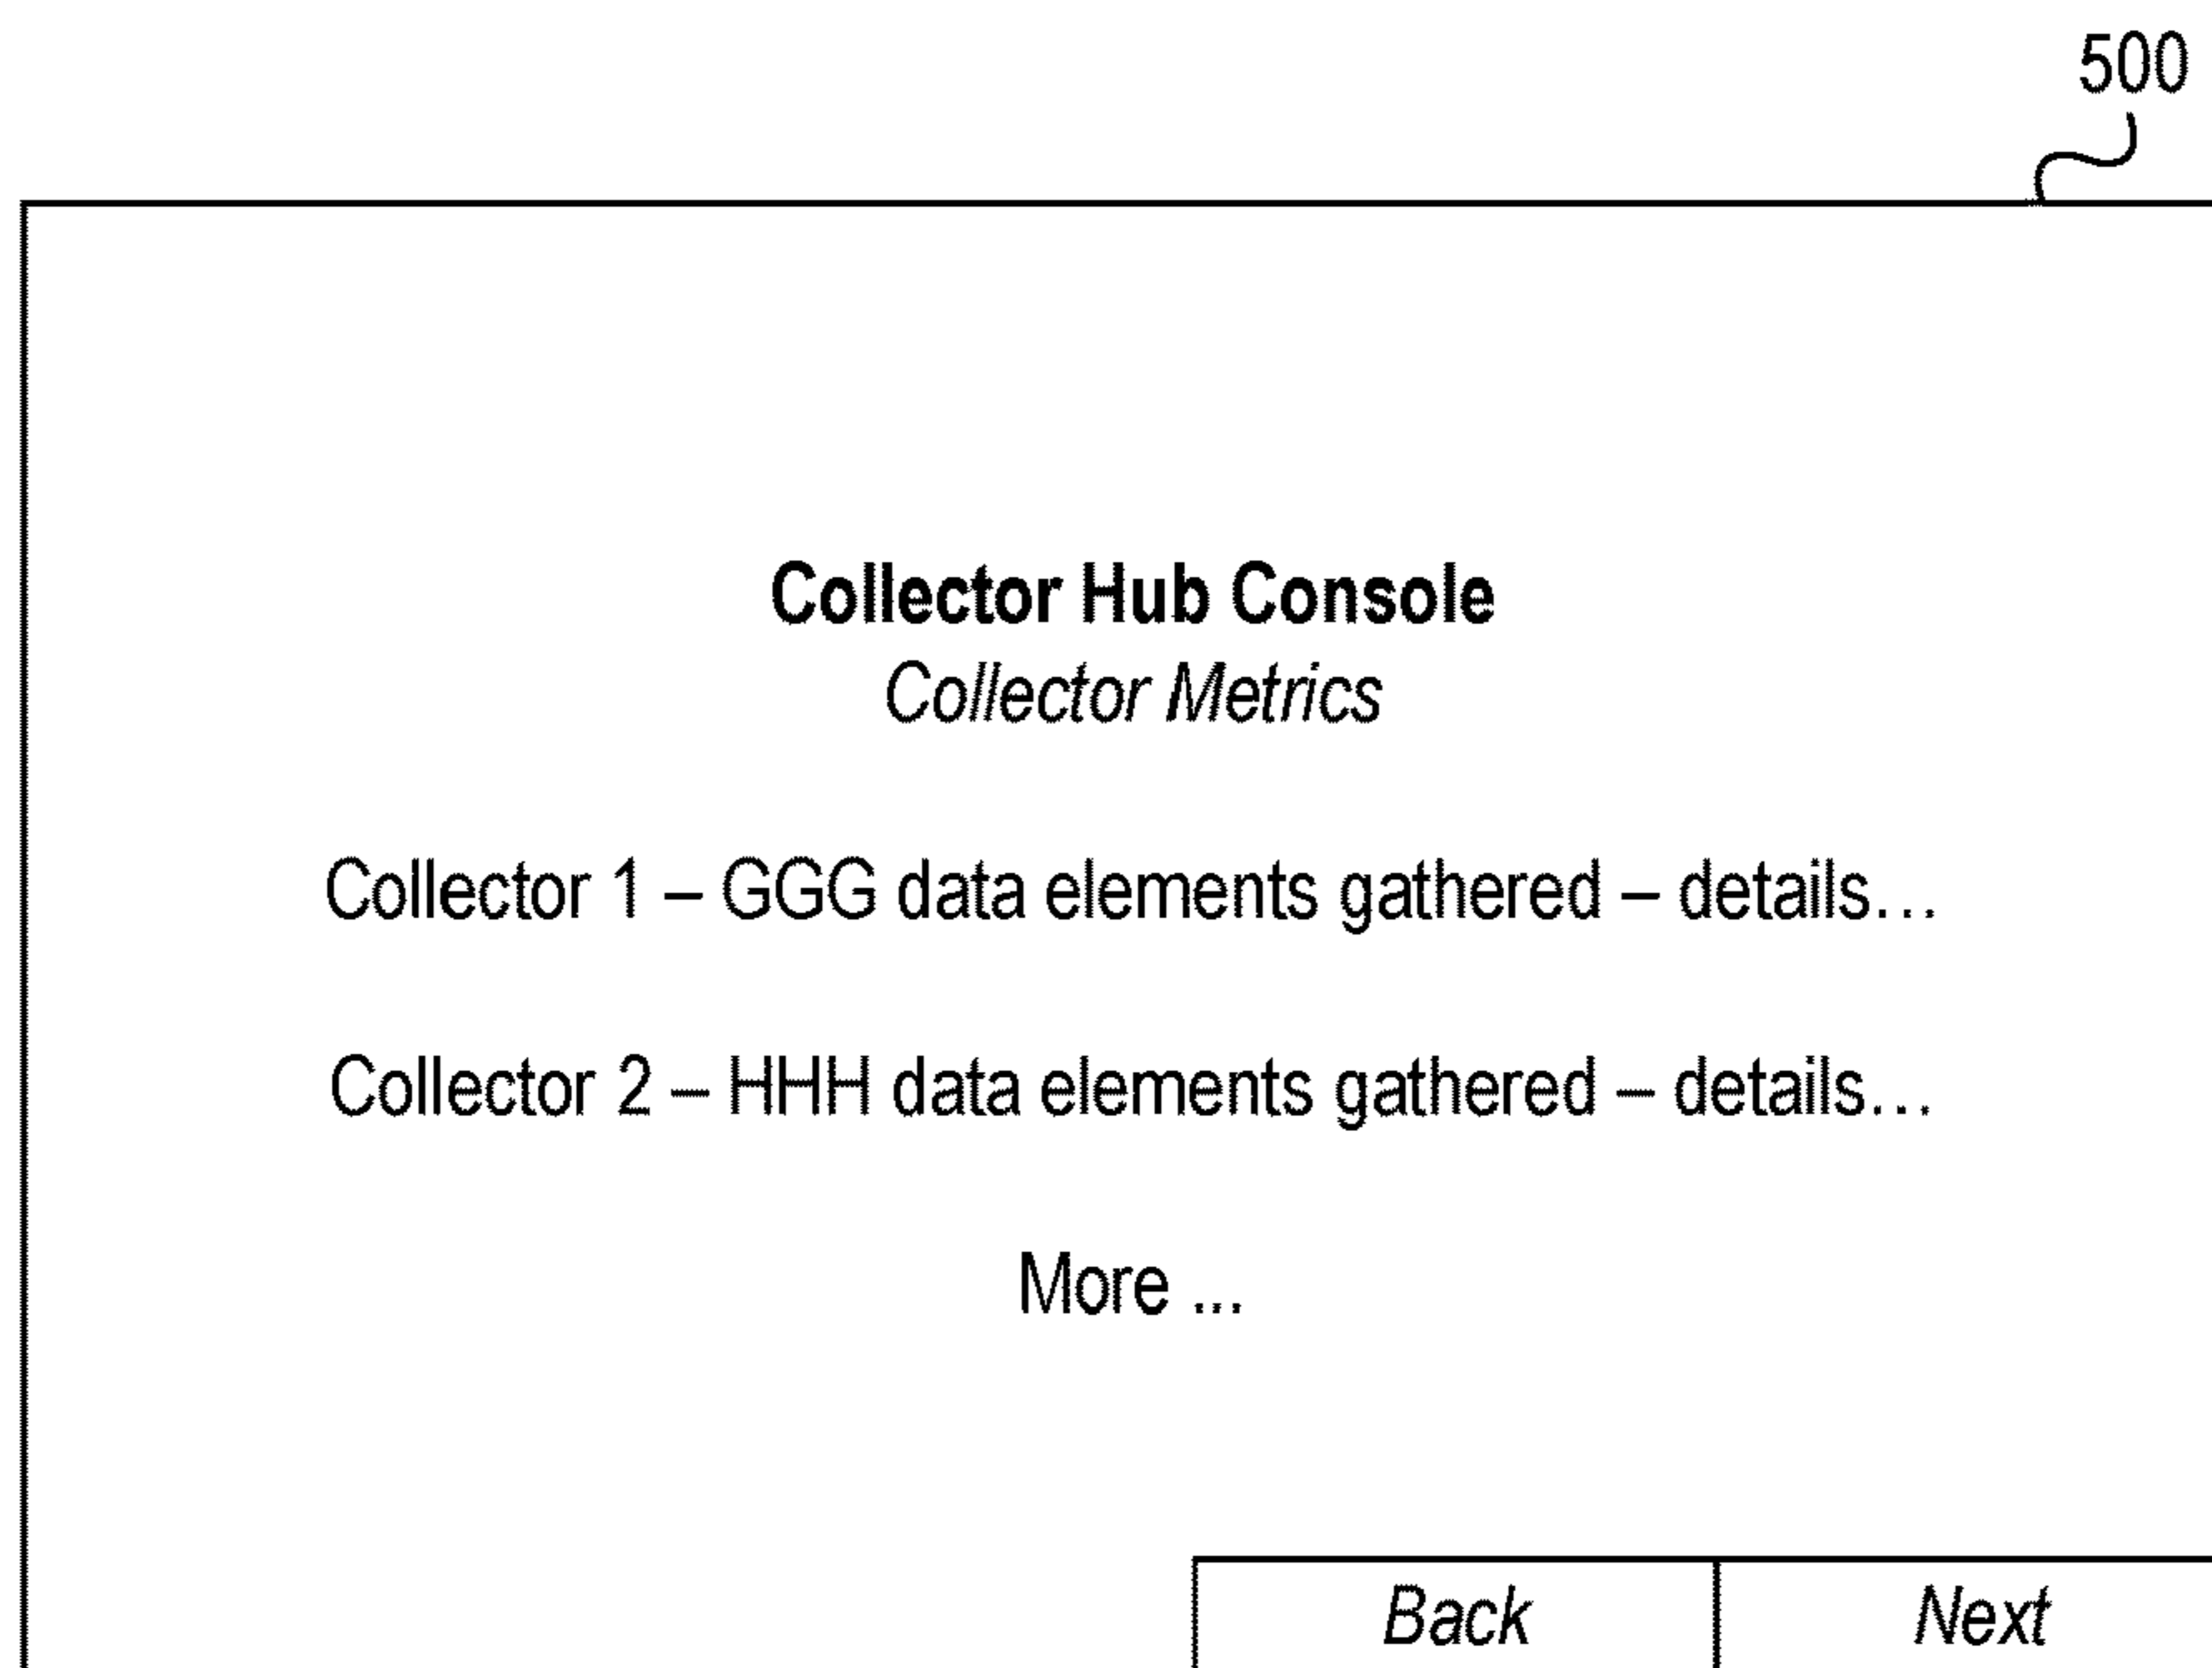 500
Collector Hub Console
Collector Metrics
Collector 1 – GGG data elements gathered – details…
Collector 2 – HHH data elements gathered – details…
More ...
Back Next